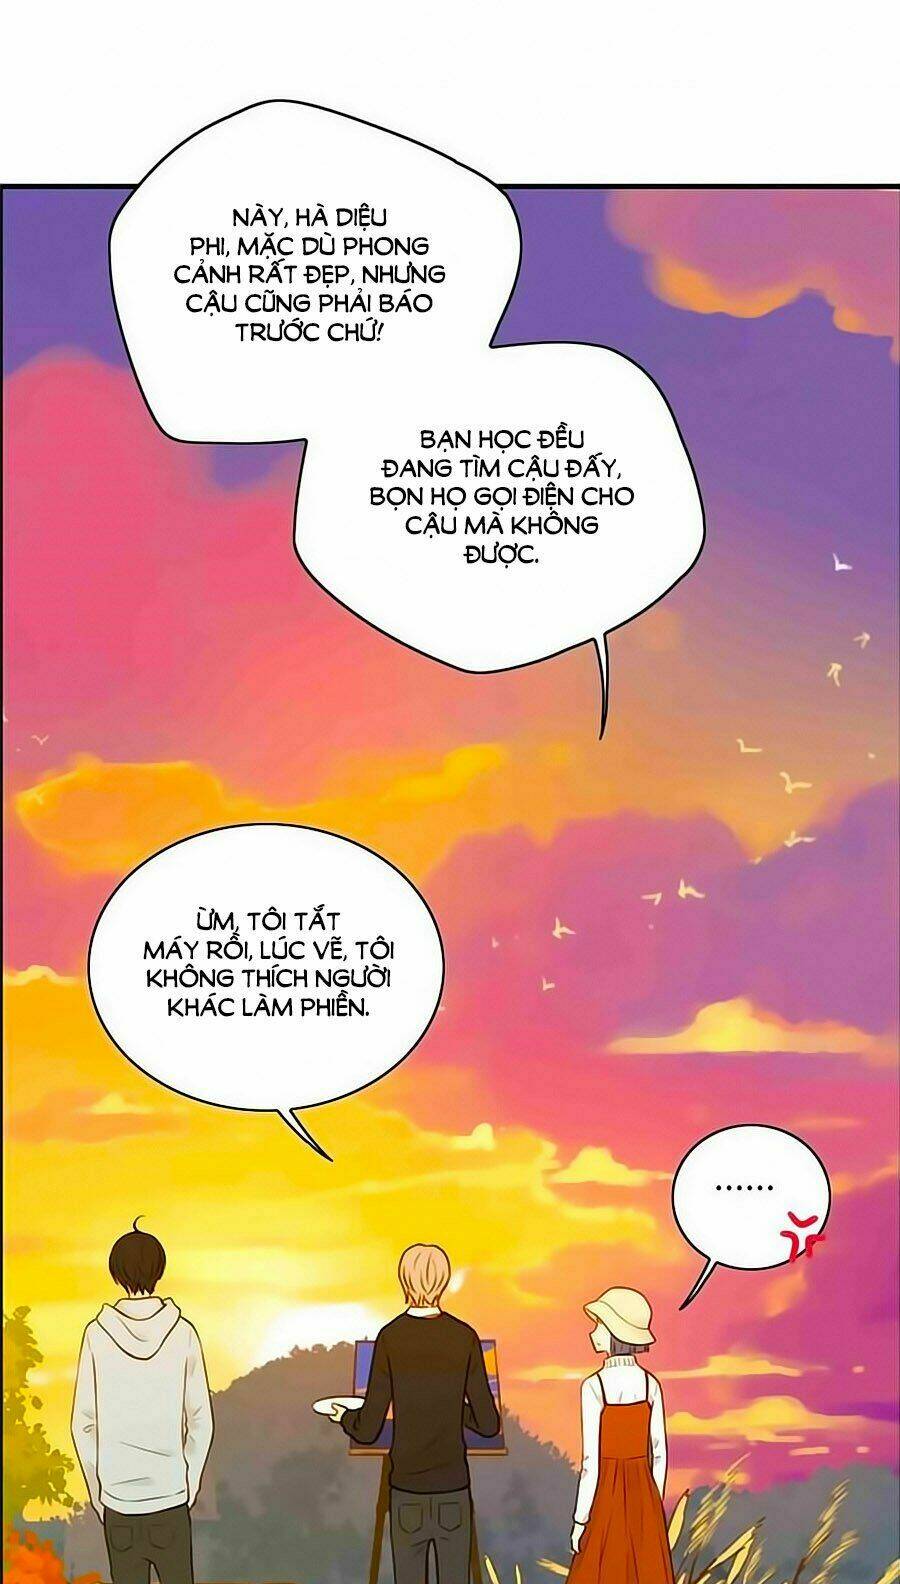 NÀY, HÀ DIỆU
PHI, MẶC DÙ PHONG
CẢNH RẤT ĐẸP, NHƯNG
CẬU CŨNG PHẢI BÁO
TRƯỚC CHỨ!
BẠN HỌC ĐỀU
ĐANG TÌM CẬU ĐẤY,
BỌN HỌ GỌI ĐIỆN CHO
CẬU MÀ KHÔNG
ĐƯỢC.
ỪM, TÔI TẮT
MÁY RỒI, LÚC VẼ, TÔI
KHÔNG THÍCH NGƯỜI
KHÁC LÀM PHIỀN.
......